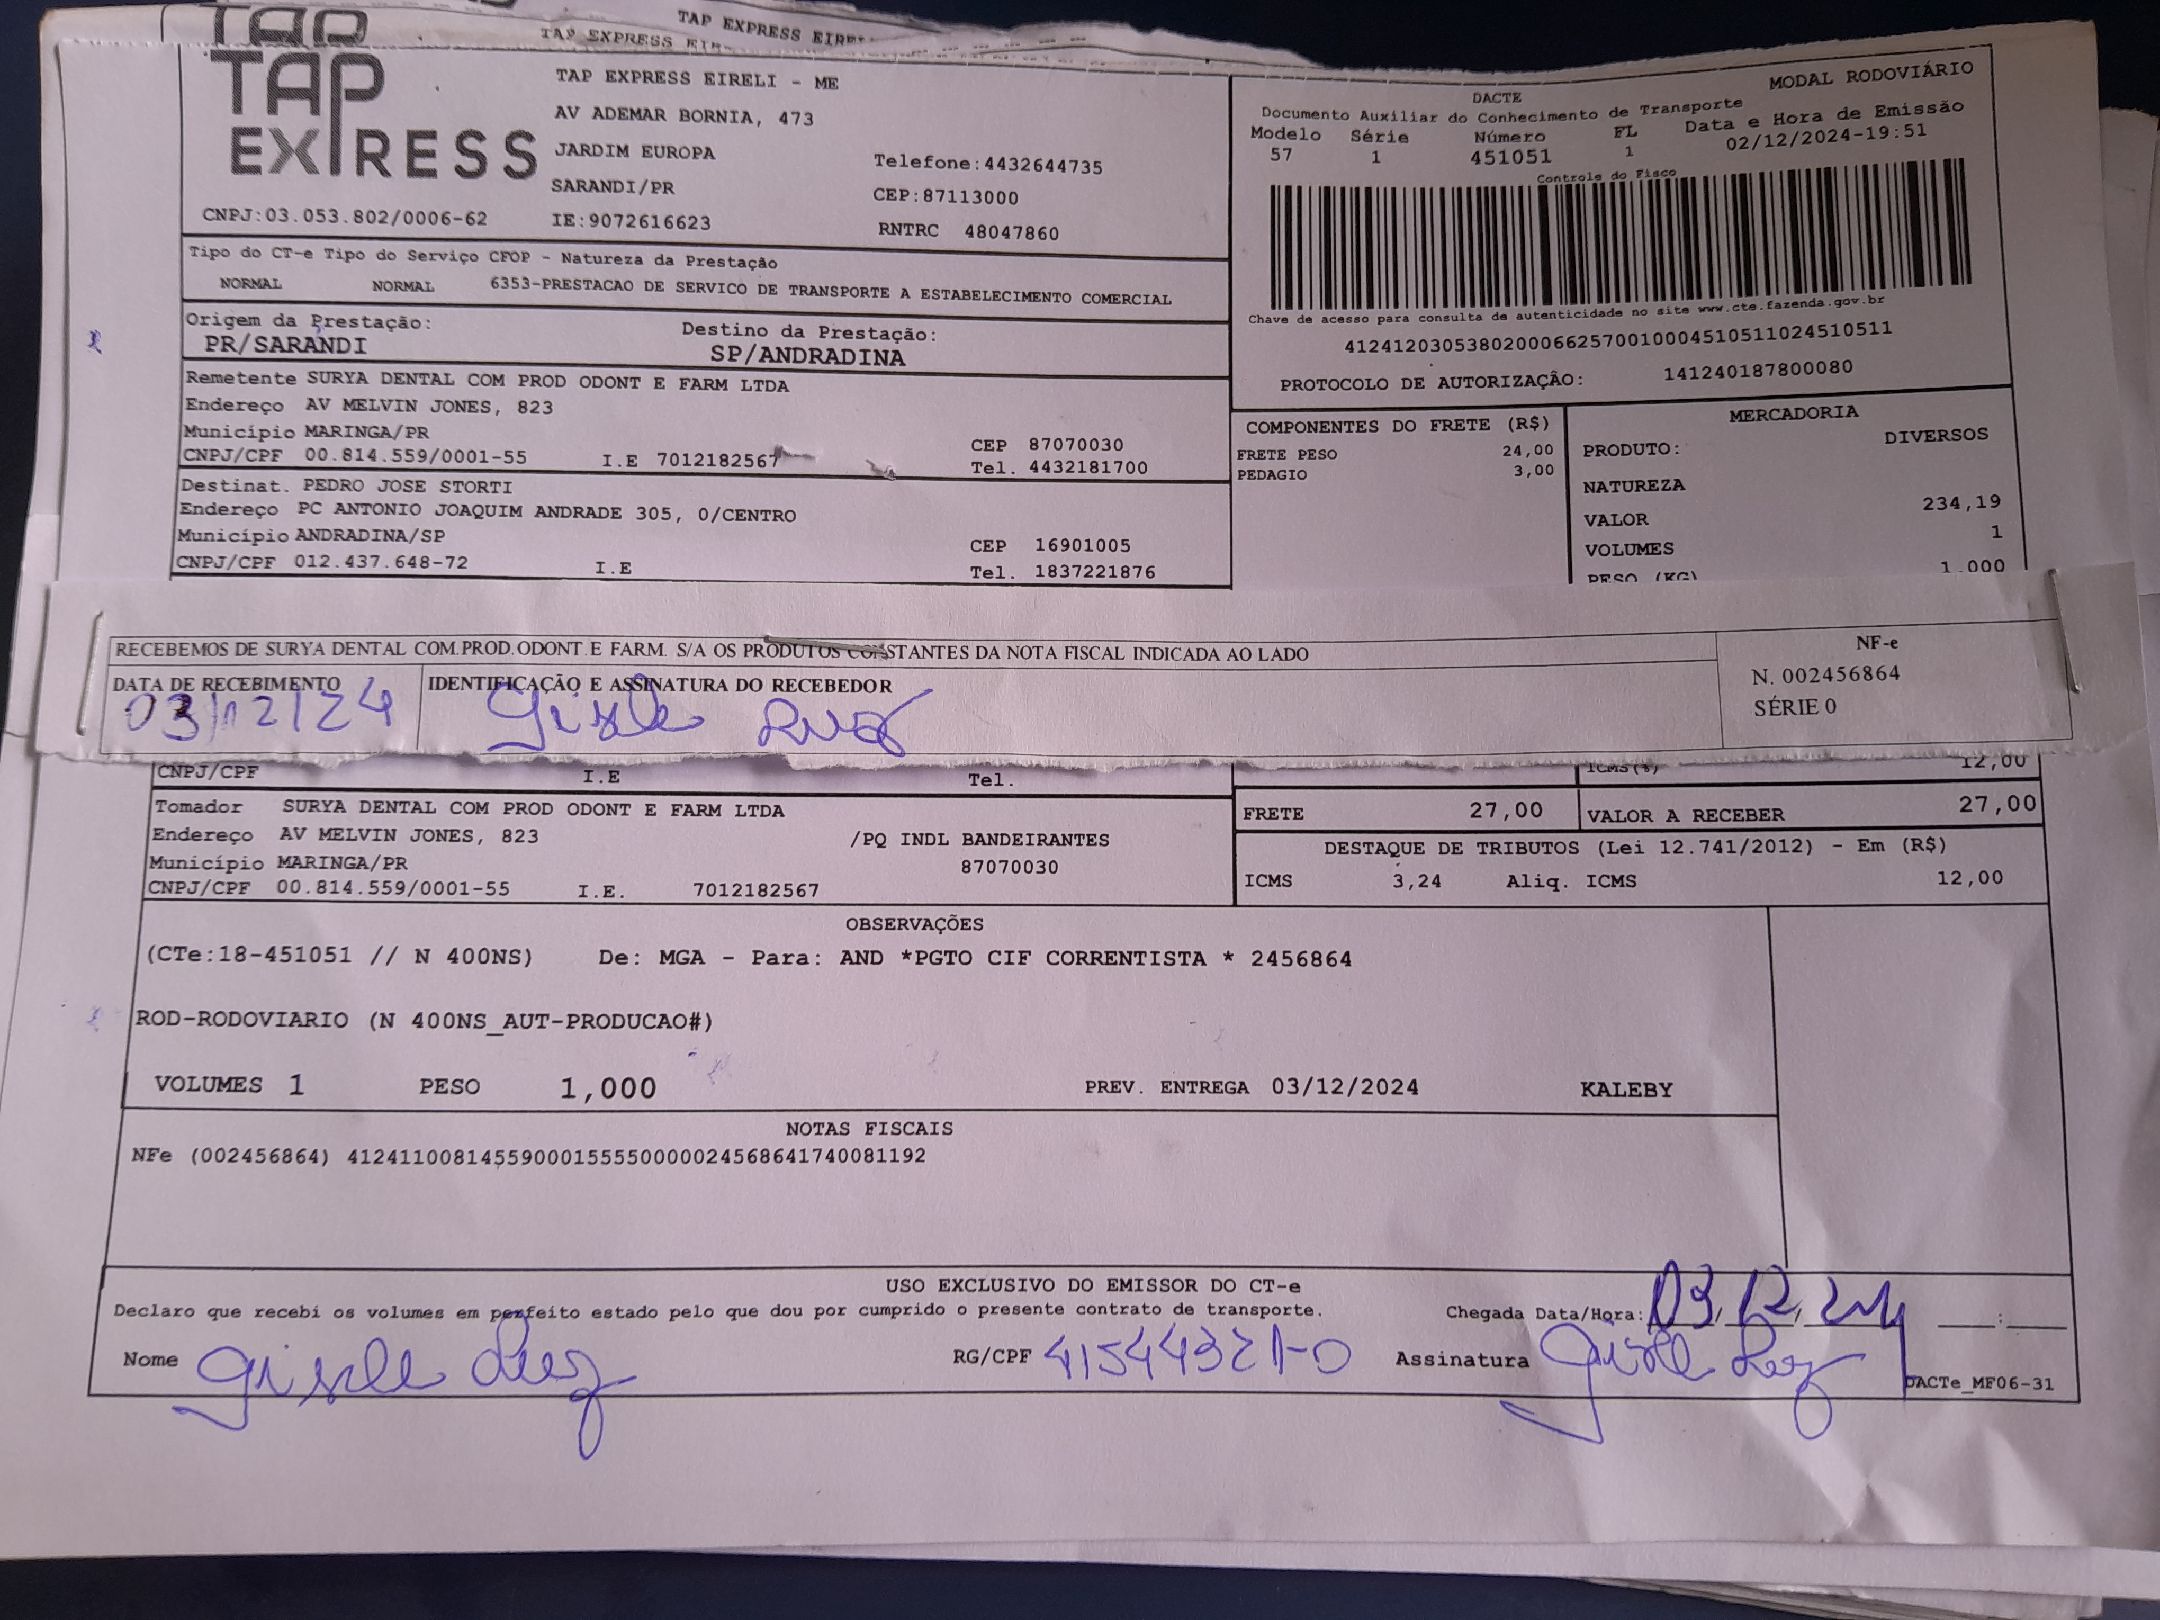 TAP EXPRESS EIRELI
TAP EXPRESS
TAP
TAP EXPRESS
TAP EXPRESS EIRELI - ME
AV ADEMAR BORNIA, 473
JARDIM EUROPA
Telefone:4432644735
SARANDI/PR
CEP:87113000
CNPJ:03.053.802/0006-62
IE:9072616623
RNTRC 48047860
MODAL RODOVIÁRIO
DACTE
Documento Auxiliar do Conhecimento de Transporte
Modelo Série Número FL Data e Hora de Emissão
57 1 451051 1 02/12/2024-19:51
Controle do Fisco
Chave de acesso para consulta de autenticidade no site www.cte.fazenda.gov.br
41241203053802000662570010004510511024510511
PROTOCOLO DE AUTORIZAÇÃO: 141240187800080
Tipo do CT-e Tipo do Serviço CFOP - Natureza da Prestação
NORMAL NORMAL 6353-PRESTACAO DE SERVICO DE TRANSPORTE A ESTABELECIMENTO COMERCIAL
Origem da Prestação: Destino da Prestação:
PR/SARANDI SP/ANDRADINA
Remetente SURYA DENTAL COM PROD ODONT E FARM LTDA
Endereço AV MELVIN JONES, 823
Município MARINGA/PR CEP 87070030
CNPJ/CPF 00.814.559/0001-55 I.E 7012182567 Tel. 4432181700
Destinat. PEDRO JOSE STORTI
Endereço PC ANTONIO JOAQUIM ANDRADE 305, 0/CENTRO
Município ANDRADINA/SP CEP 16901005
CNPJ/CPF 012.437.648-72 I.E Tel. 1837221876
COMPONENTES DO FRETE (R$)
FRETE PESO 24,00
PEDAGIO 3,00
MERCADORIA
PRODUTO: DIVERSOS
NATUREZA
VALOR 234,19
VOLUMES 1
PESO (KG) 1,000
RECEBEMOS DE SURYA DENTAL COM.PROD.ODONT.E FARM. S/A OS PRODUTOS CONSTANTES DA NOTA FISCAL INDICADA AO LADO
DATA DE RECEBIMENTO IDENTIFICAÇÃO E ASSINATURA DO RECEBEDOR
03/12/24 Gisele Luz
NF-e
N. 002456864
SÉRIE 0
CNPJ/CPF I.E Tel.
ICMS(%) 12,00
Tomador SURYA DENTAL COM PROD ODONT E FARM LTDA
Endereço AV MELVIN JONES, 823 /PQ INDL BANDEIRANTES
Município MARINGA/PR 87070030
CNPJ/CPF 00.814.559/0001-55 I.E. 7012182567
FRETE 27,00 VALOR A RECEBER 27,00
DESTAQUE DE TRIBUTOS (Lei 12.741/2012) - Em (R$)
ICMS 3,24 Aliq. ICMS 12,00
OBSERVAÇÕES
(CTe:18-451051 // N 400NS) De: MGA - Para: AND *PGTO CIF CORRENTISTA * 2456864
ROD-RODOVIARIO (N 400NS_AUT-PRODUCAO#)
VOLUMES 1 PESO 1,000 PREV. ENTREGA 03/12/2024 KALEBY
NOTAS FISCAIS
NFe (002456864) 41241100814559000155550000024568641740081192
USO EXCLUSIVO DO EMISSOR DO CT-e
Declaro que recebi os volumes em perfeito estado pelo que dou por cumprido o presente contrato de transporte. Chegada Data/Hora: 03/12/24 __:__
Nome Gisele Luz RG/CPF 41544321-0 Assinatura Gisele Luz
DACTe_MF06-31